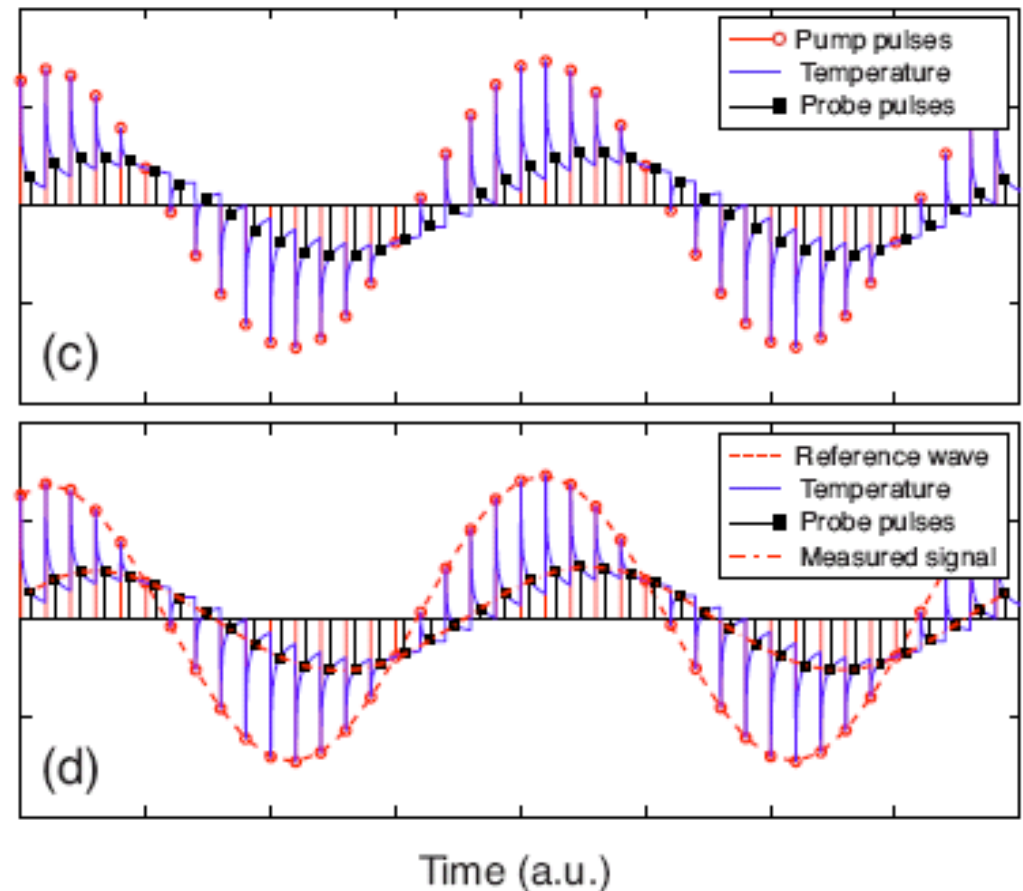 Pump pulses
Temperature
Probe pulses
(c)
Reference wave
Temperature
Probe pulses
Measured signal
(d)
Time (a.u.)